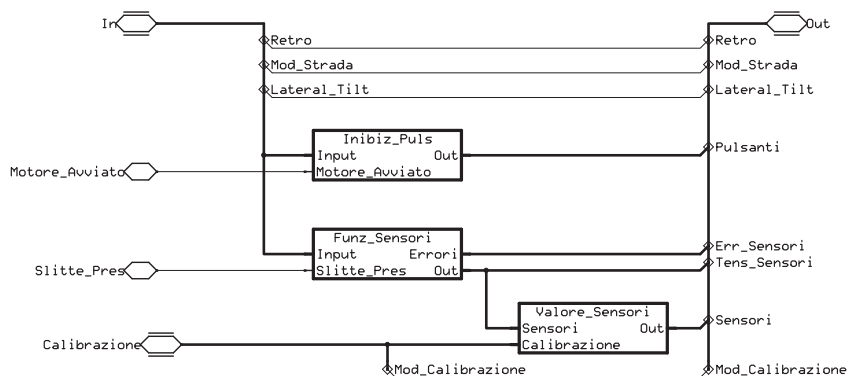 In
Out
Retro
Retro
Mod_Strada
Mod_Strada
Lateral_Tilt
Lateral_Tilt
Inibiz_Puls
Input
Out
Motore_Avviato
Motore_Avviato
Pulsanti
Funz_Sensori
Input
Errori
Slitte_Pres
Out
Slitte_Pres
Err_Sensori
Tens_Sensori
Valore_Sensori
Sensori
Out
Calibrazione
Sensori
Calibrazione
Mod_Calibrazione
Mod_Calibrazione